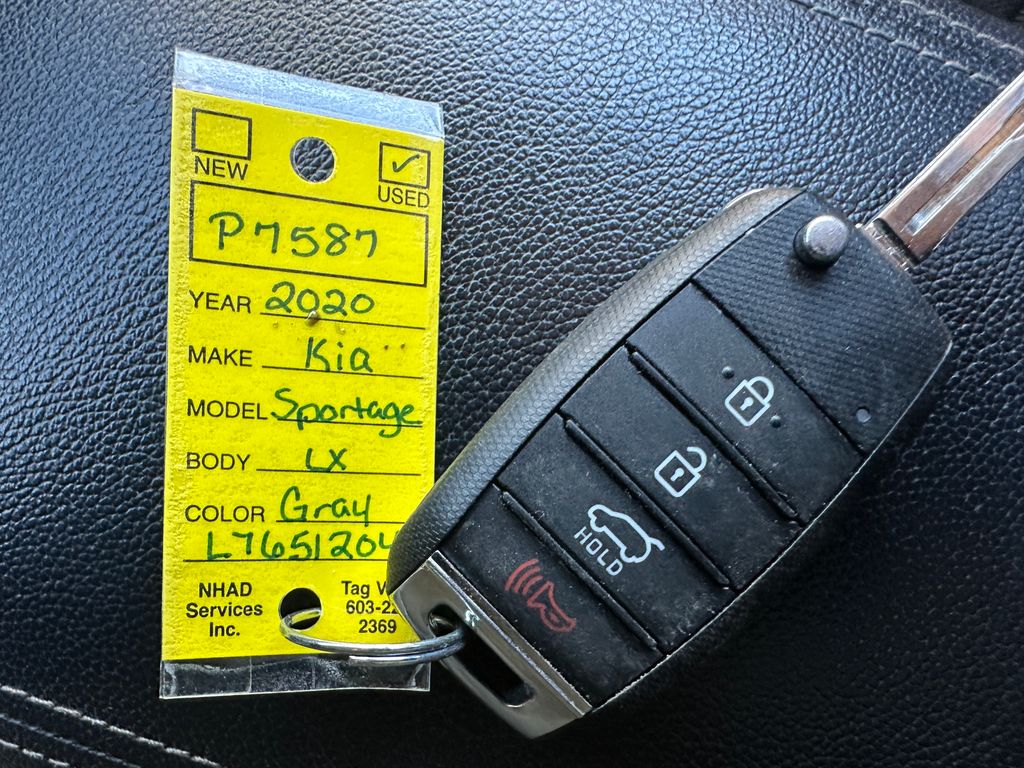 NEW
USED
P7587
YEAR 2020
MAKE Kia
MODEL Sportage
BODY LX
COLOR Gray
L7651204
NHAD Services Inc.
Tag
603-22
2369
HOLD